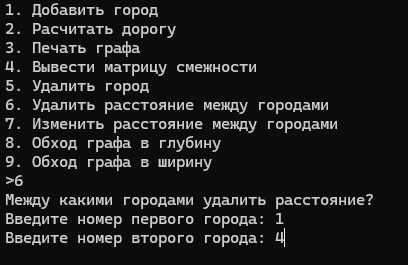 1. Добавить город
2. Расчитать дорогу
3. Печать графа
4. Вывести матрицу смежности
5. Удалить город
6. Удалить расстояние между городами
7. Изменить расстояние между городами
8. Обход графа в глубину
9. Обход графа в ширину
>6
Между какими городами удалить расстояние?
Введите номер первого города: 1
Введите номер второго города: 4